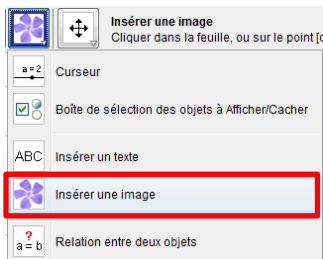 Insérer une image
Cliquer dans la feuille, ou sur le point [c
a=2
Curseur
Boîte de sélection des objets à Afficher/Cacher
ABC
Insérer un texte
Insérer une image
?
a=b
Relation entre deux objets